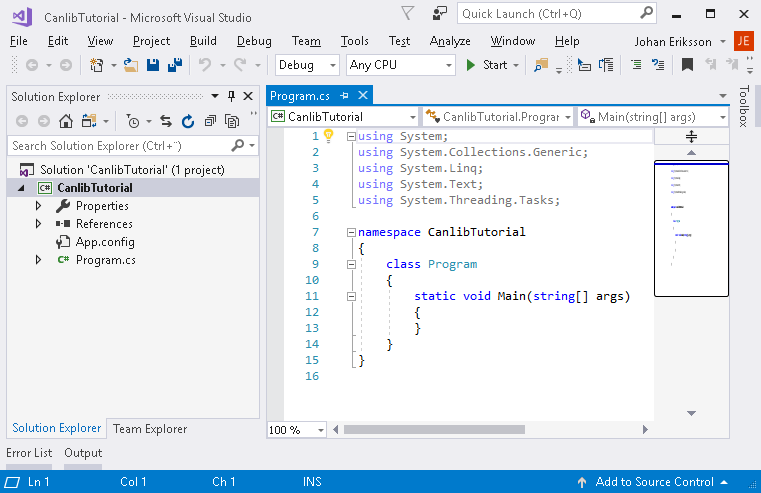 CanlibTutorial - Microsoft Visual Studio
Quick Launch (Ctrl+Q)
File Edit View Project Build Debug Team Tools Test Analyze Window Help Johan Eriksson JE
Debug Any CPU Start
Solution Explorer
Search Solution Explorer (Ctrl+¨)
Solution 'CanlibTutorial' (1 project)
C# CanlibTutorial
Properties
References
App.config
C# Program.cs
Solution Explorer Team Explorer
Program.cs
C# CanlibTutorial CanlibTutorial.Program Main(string[] args)
1 using System;
2 using System.Collections.Generic;
3 using System.Linq;
4 using System.Text;
5 using System.Threading.Tasks;
6
7 namespace CanlibTutorial
8 {
9 class Program
10 {
11 static void Main(string[] args)
12 {
13 }
14 }
15 }
16
100 %
Toolbox
Error List Output
Ln 1 Col 1 Ch 1 INS Add to Source Control